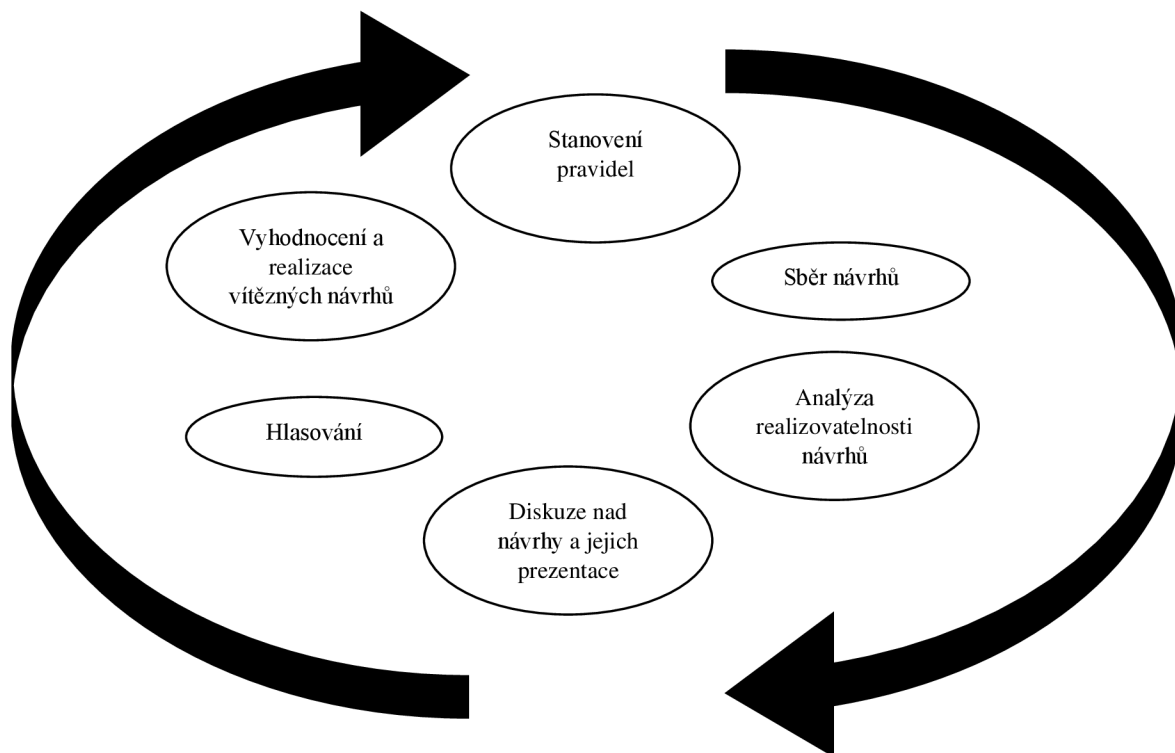 Stanovení
pravidel
Sběr návrhů
Analýza
realizovatelnosti
návrhů
Diskuze nad
návrhy a jejich
prezentace
Hlasování
Vyhodnocení a
realizace
vítězných návrhů